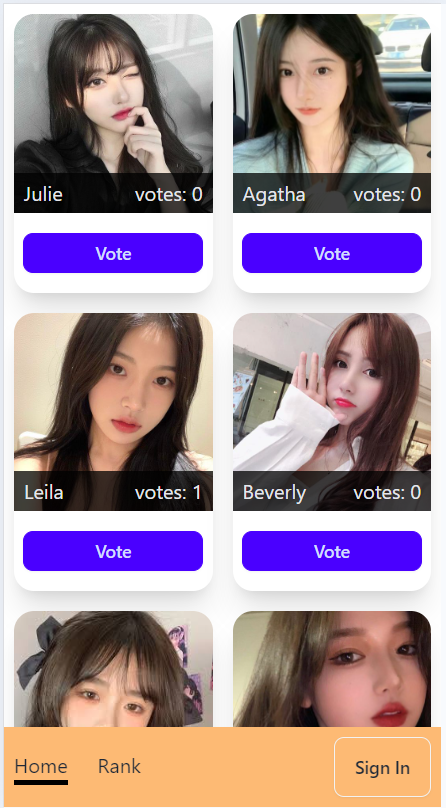 Julie votes: 0
Agatha votes: 0
Vote
Vote
Leila votes: 1
Beverly votes: 0
Vote
Vote
Home Rank Sign In